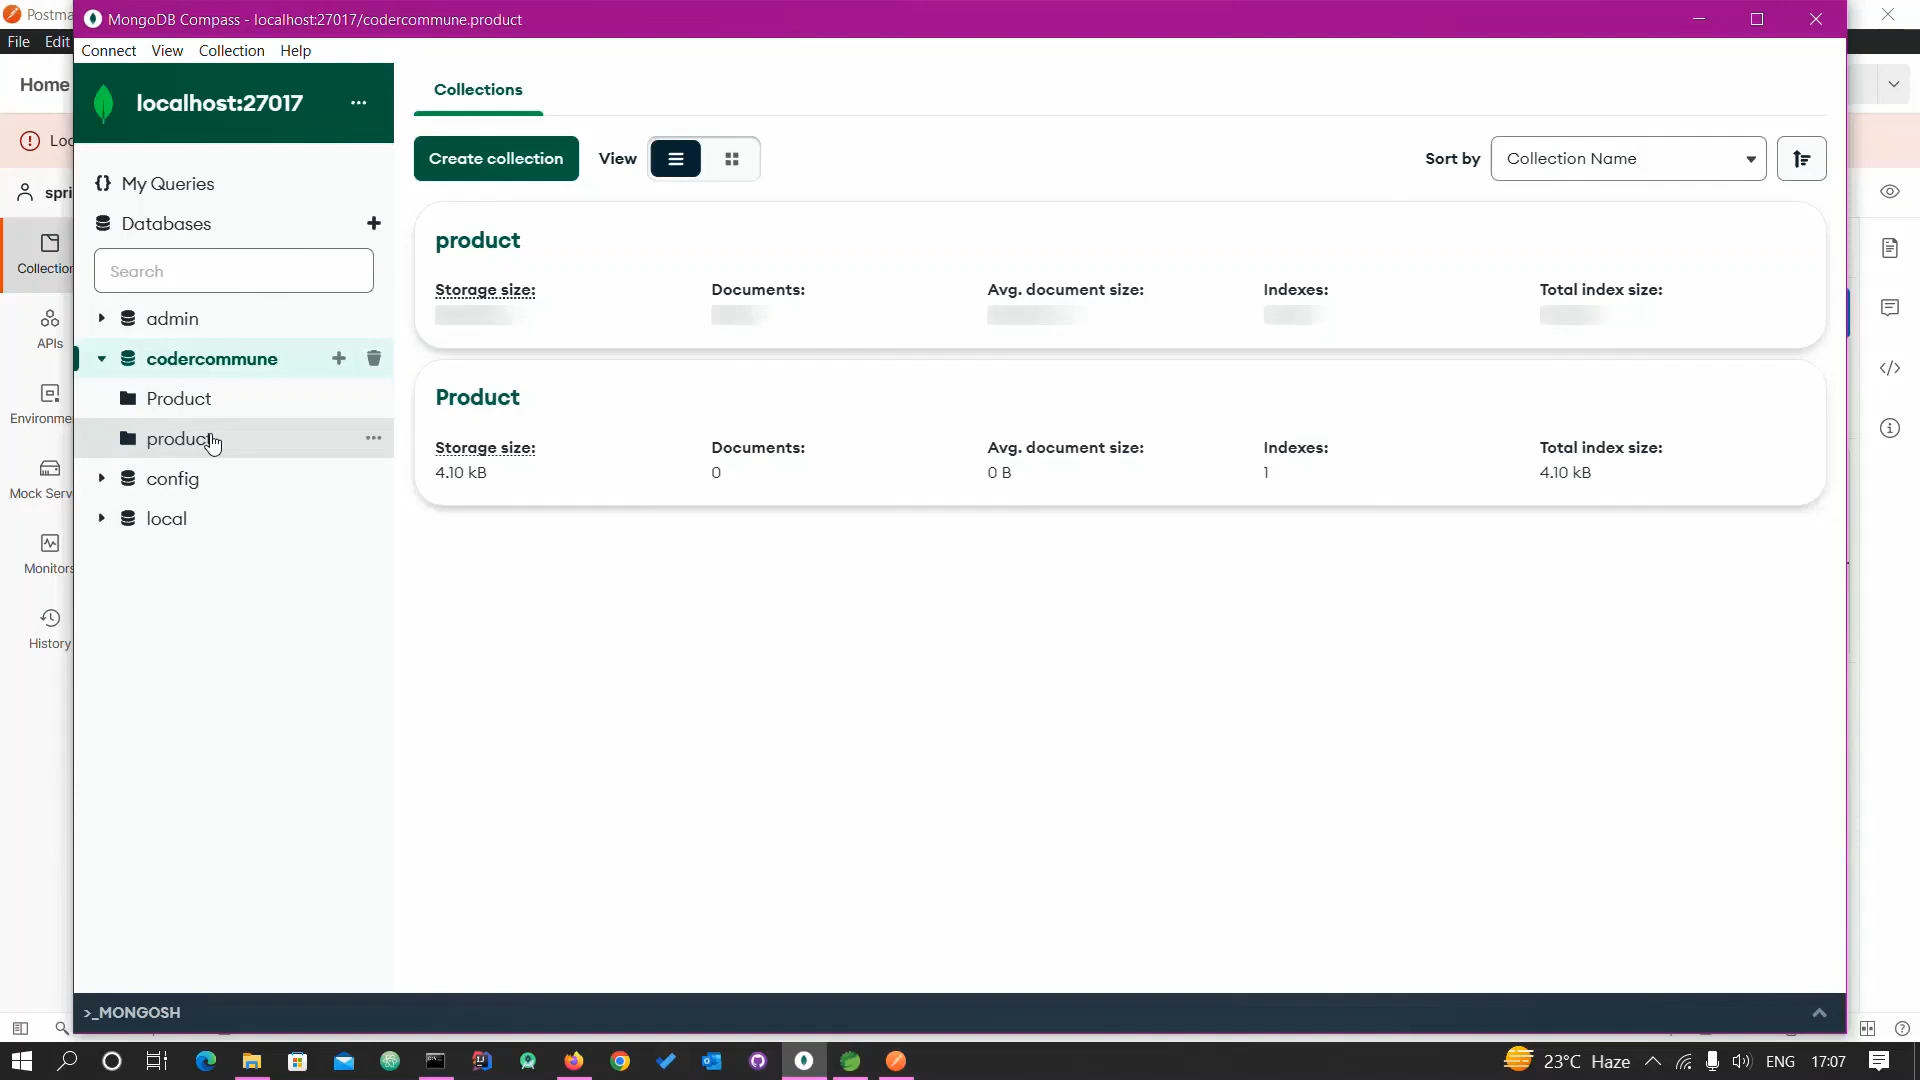 Postma
MongoDB Compass - localhost:27017/codercommune.product
File Edit
Connect View Collection Help
Home
localhost:27017
Collections
Create collection
View
Sort by
Collection Name
spri
My Queries
Databases
Search
Collection
APIs
Environme
Mock Serv
Monitors
History
admin
codercommune
Product
product
config
local
product
Storage size:
Documents:
Avg. document size:
Indexes:
Total index size:
Product
Storage size:
Documents:
Avg. document size:
Indexes:
Total index size:
4.10 kB
0
0 B
1
4.10 kB
>_MONGOSH
23°C Haze
ENG
17:07